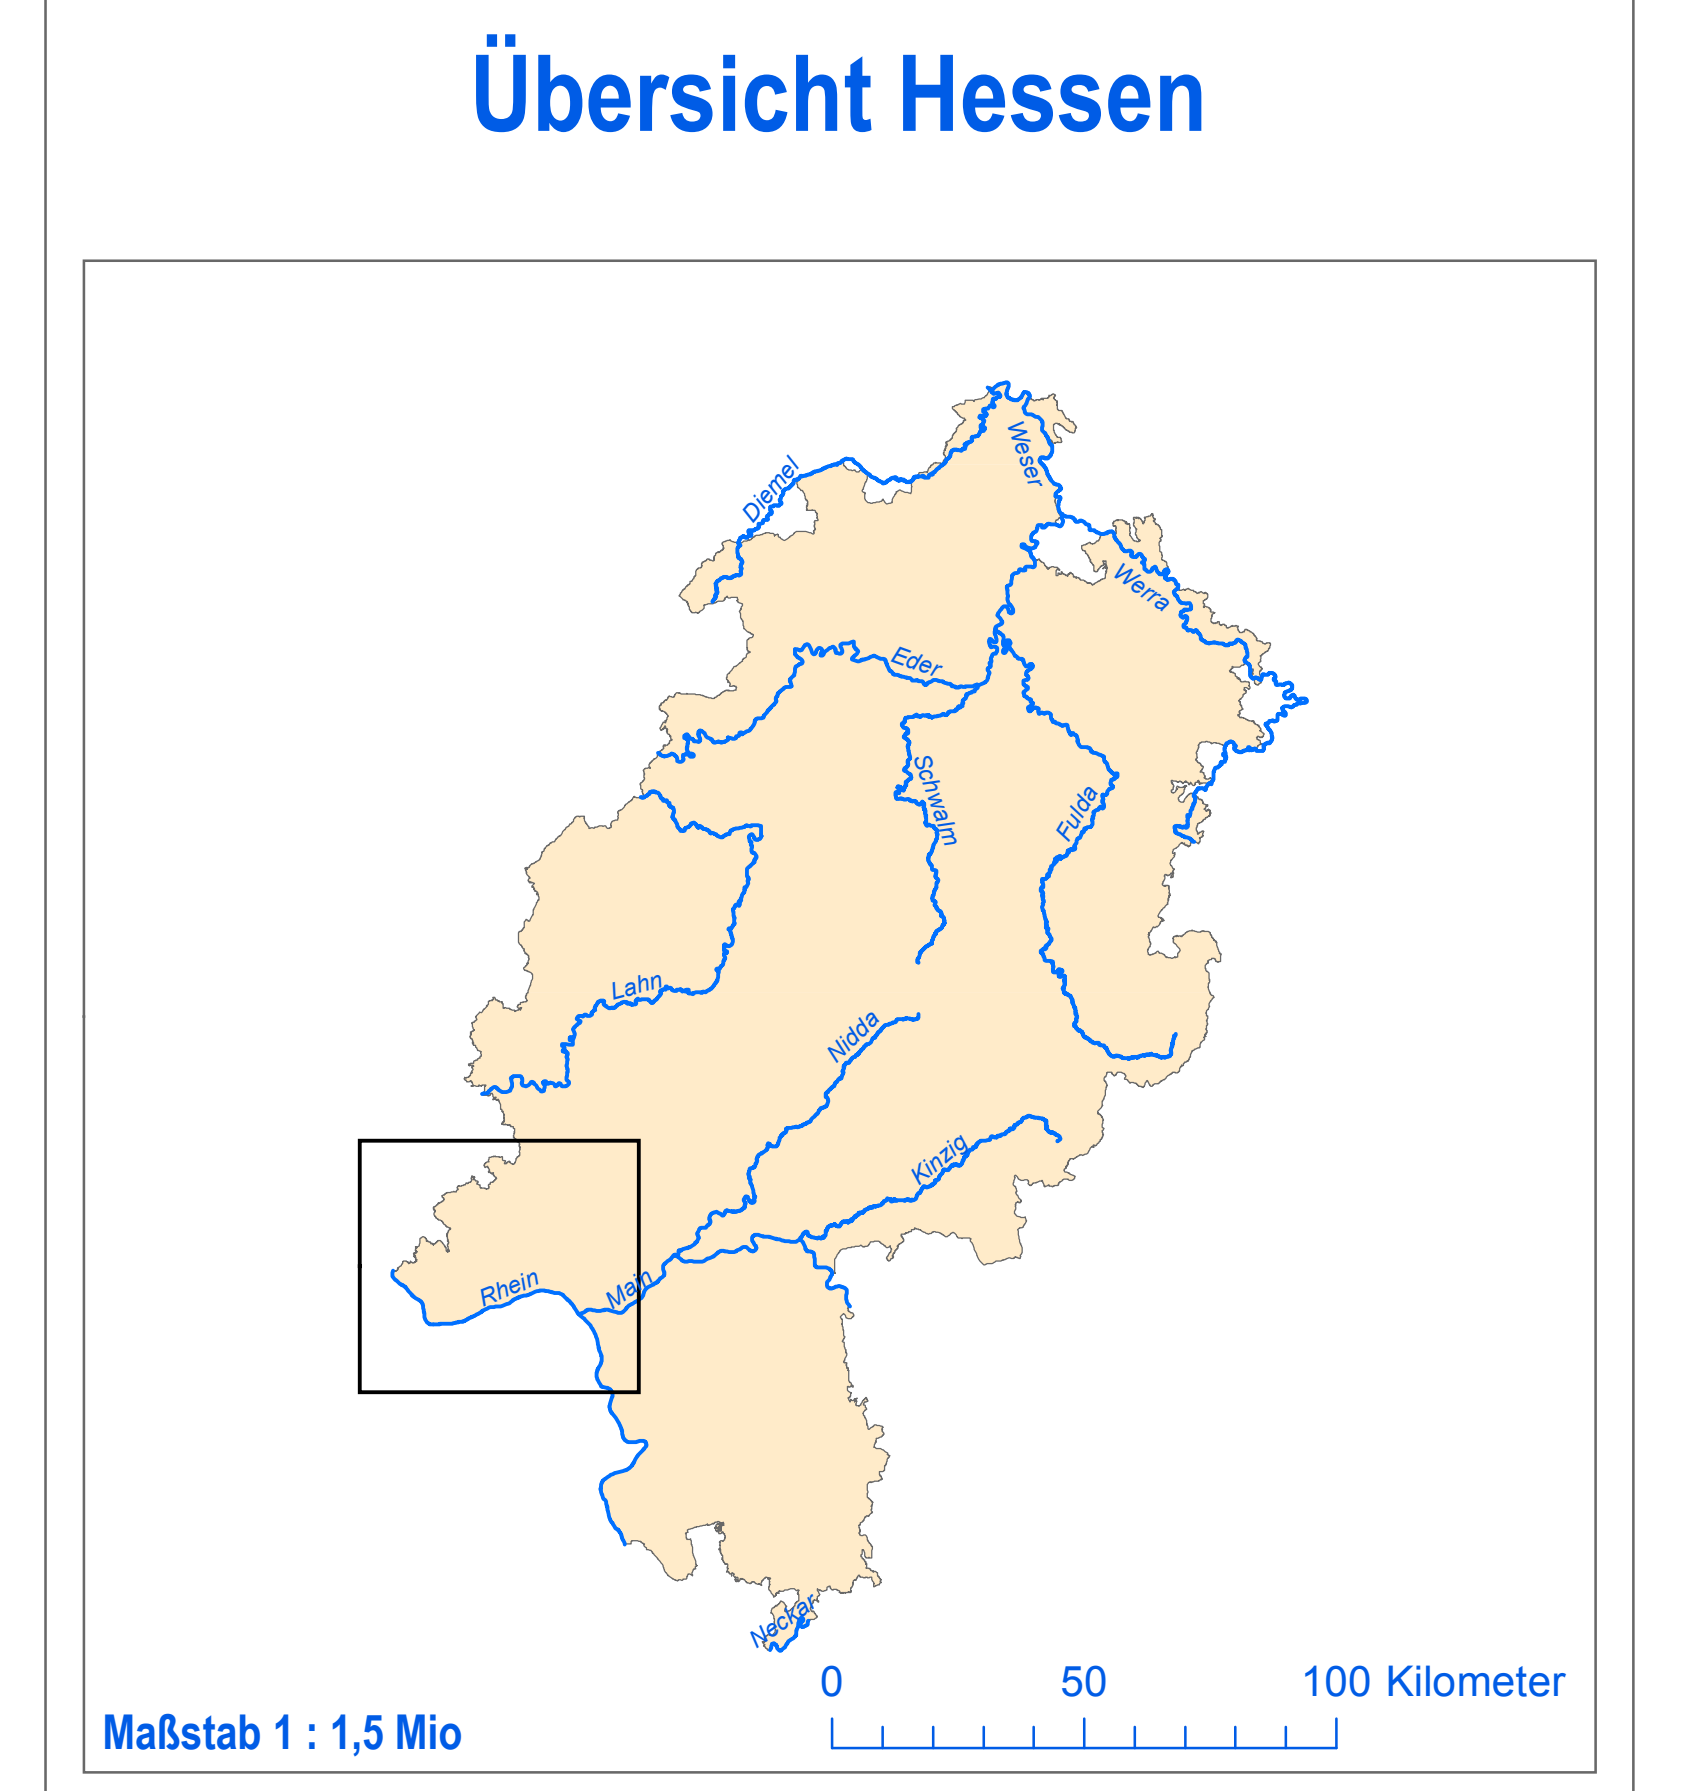 Übersicht Hessen
Weser
Diemel
Werra
Eder
Schwalm
Fulda
Lahn
Nidda
Kinzig
Rhein
Main
Neckar
0 50 100 Kilometer
Maßstab 1 : 1,5 Mio